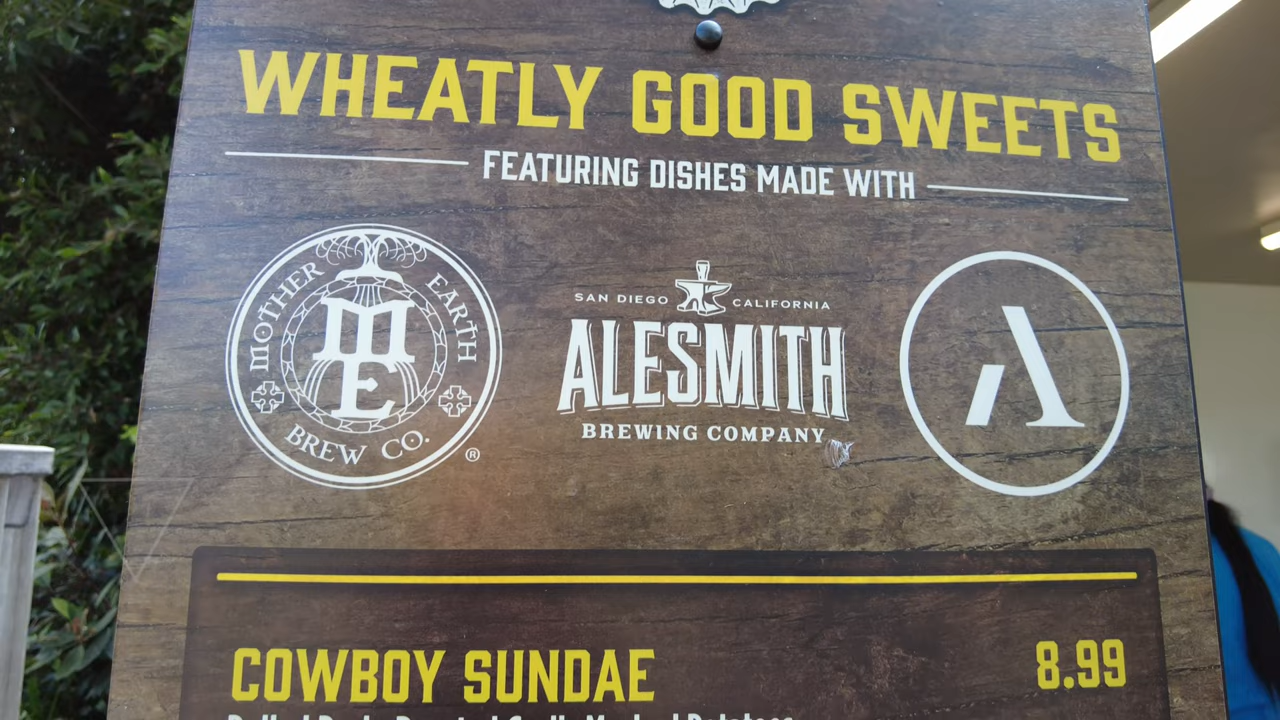 WHEATLY GOOD SWEETS
FEATURING DISHES MADE WITH
MOTHER EARTH
ME
BREW CO.
®
SAN DIEGO CALIFORNIA
ALESMITH
BREWING COMPANY
A
COWBOY SUNDAE 8.99